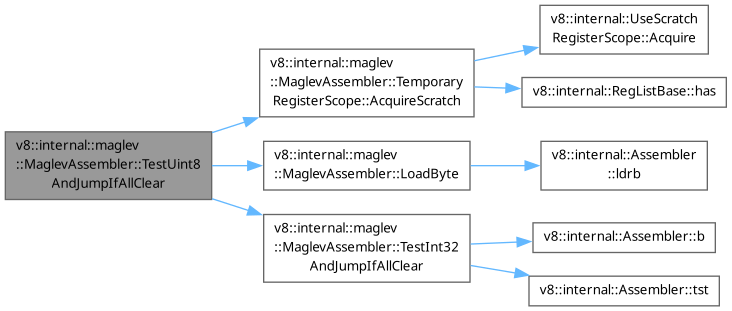 v8::internal::maglev
::MaglevAssembler::TestUint8
AndJumpIfAllClear
v8::internal::maglev
::MaglevAssembler::Temporary
RegisterScope::AcquireScratch
v8::internal::UseScratch
RegisterScope::Acquire
v8::internal::RegListBase::has
v8::internal::maglev
::MaglevAssembler::LoadByte
v8::internal::Assembler
::ldrb
v8::internal::maglev
::MaglevAssembler::TestInt32
AndJumpIfAllClear
v8::internal::Assembler::b
v8::internal::Assembler::tst